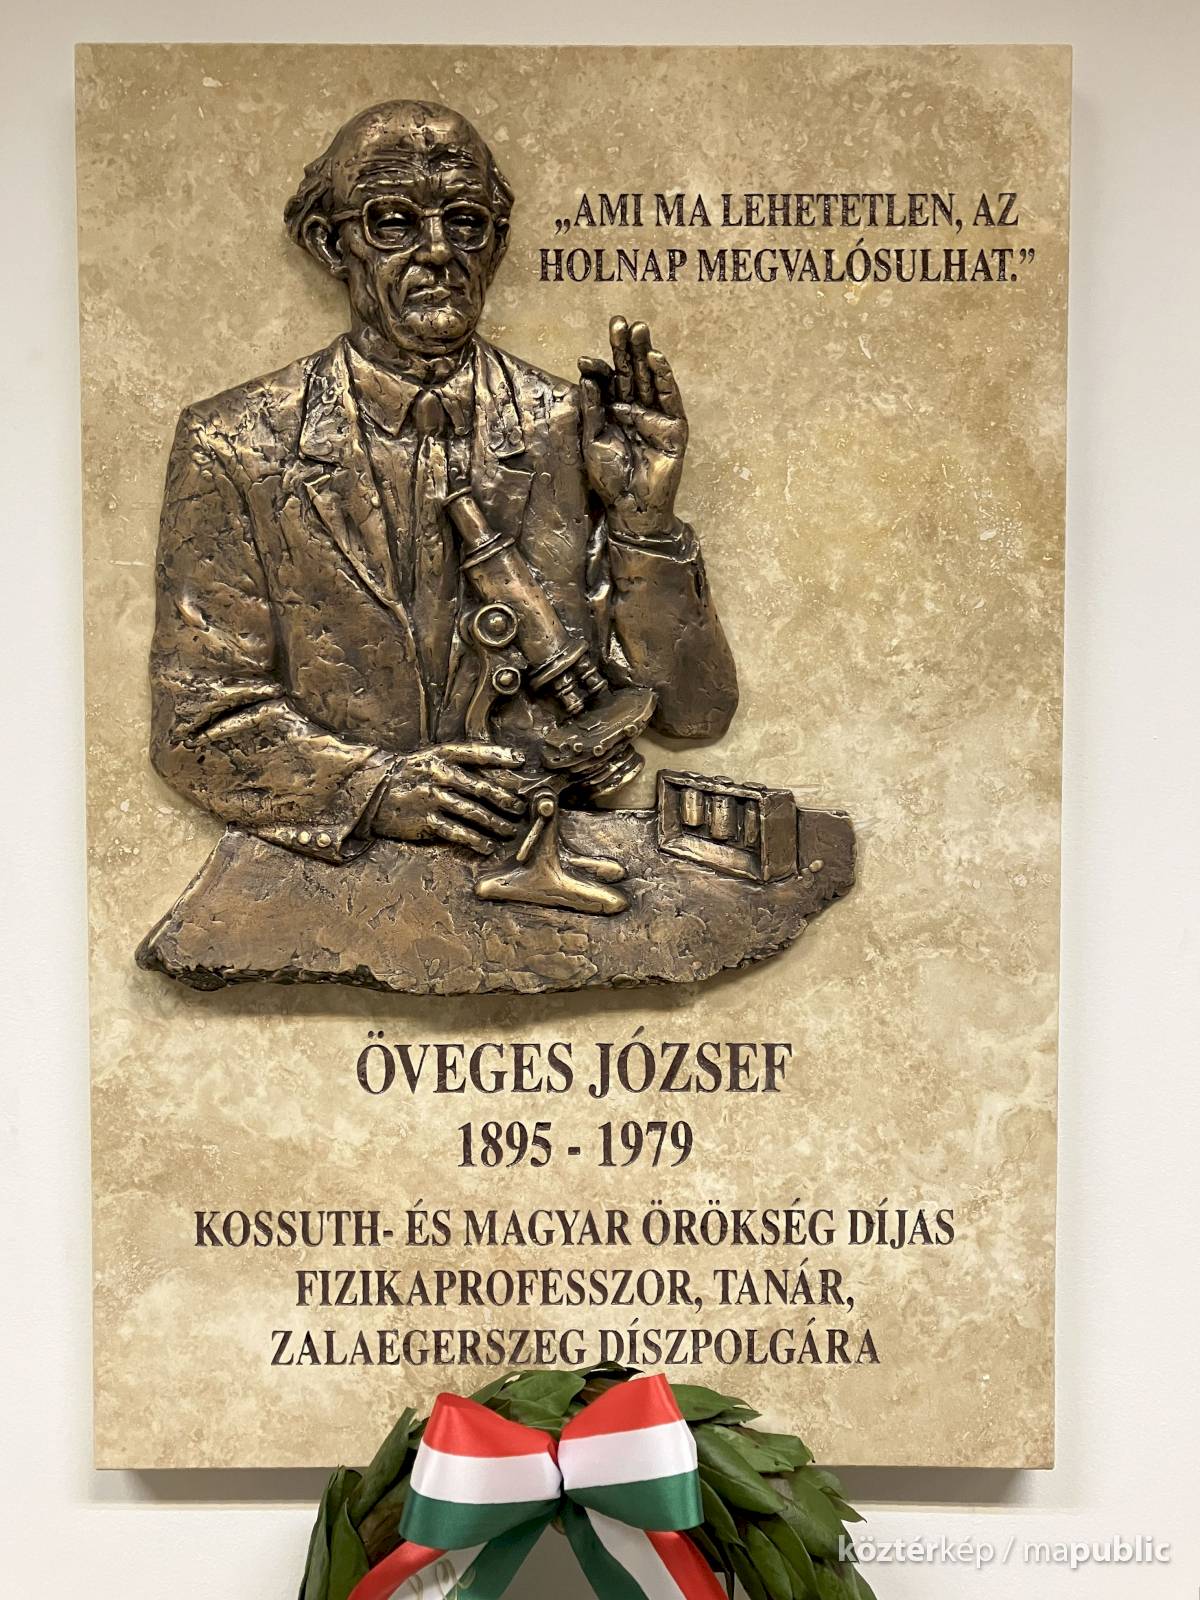 „AMI MA LEHETETLEN, AZ
HOLNAP MEGVALÓSULHAT.”
ÖVEGES JÓZSEF
1895 - 1979
KOSSUTH- ÉS MAGYAR ÖRÖKSÉG DÍJAS
FIZIKAPROFESSZOR, TANÁR,
ZALAEGERSZEG DÍSZPOLGÁRA
köztérkép / mapublic